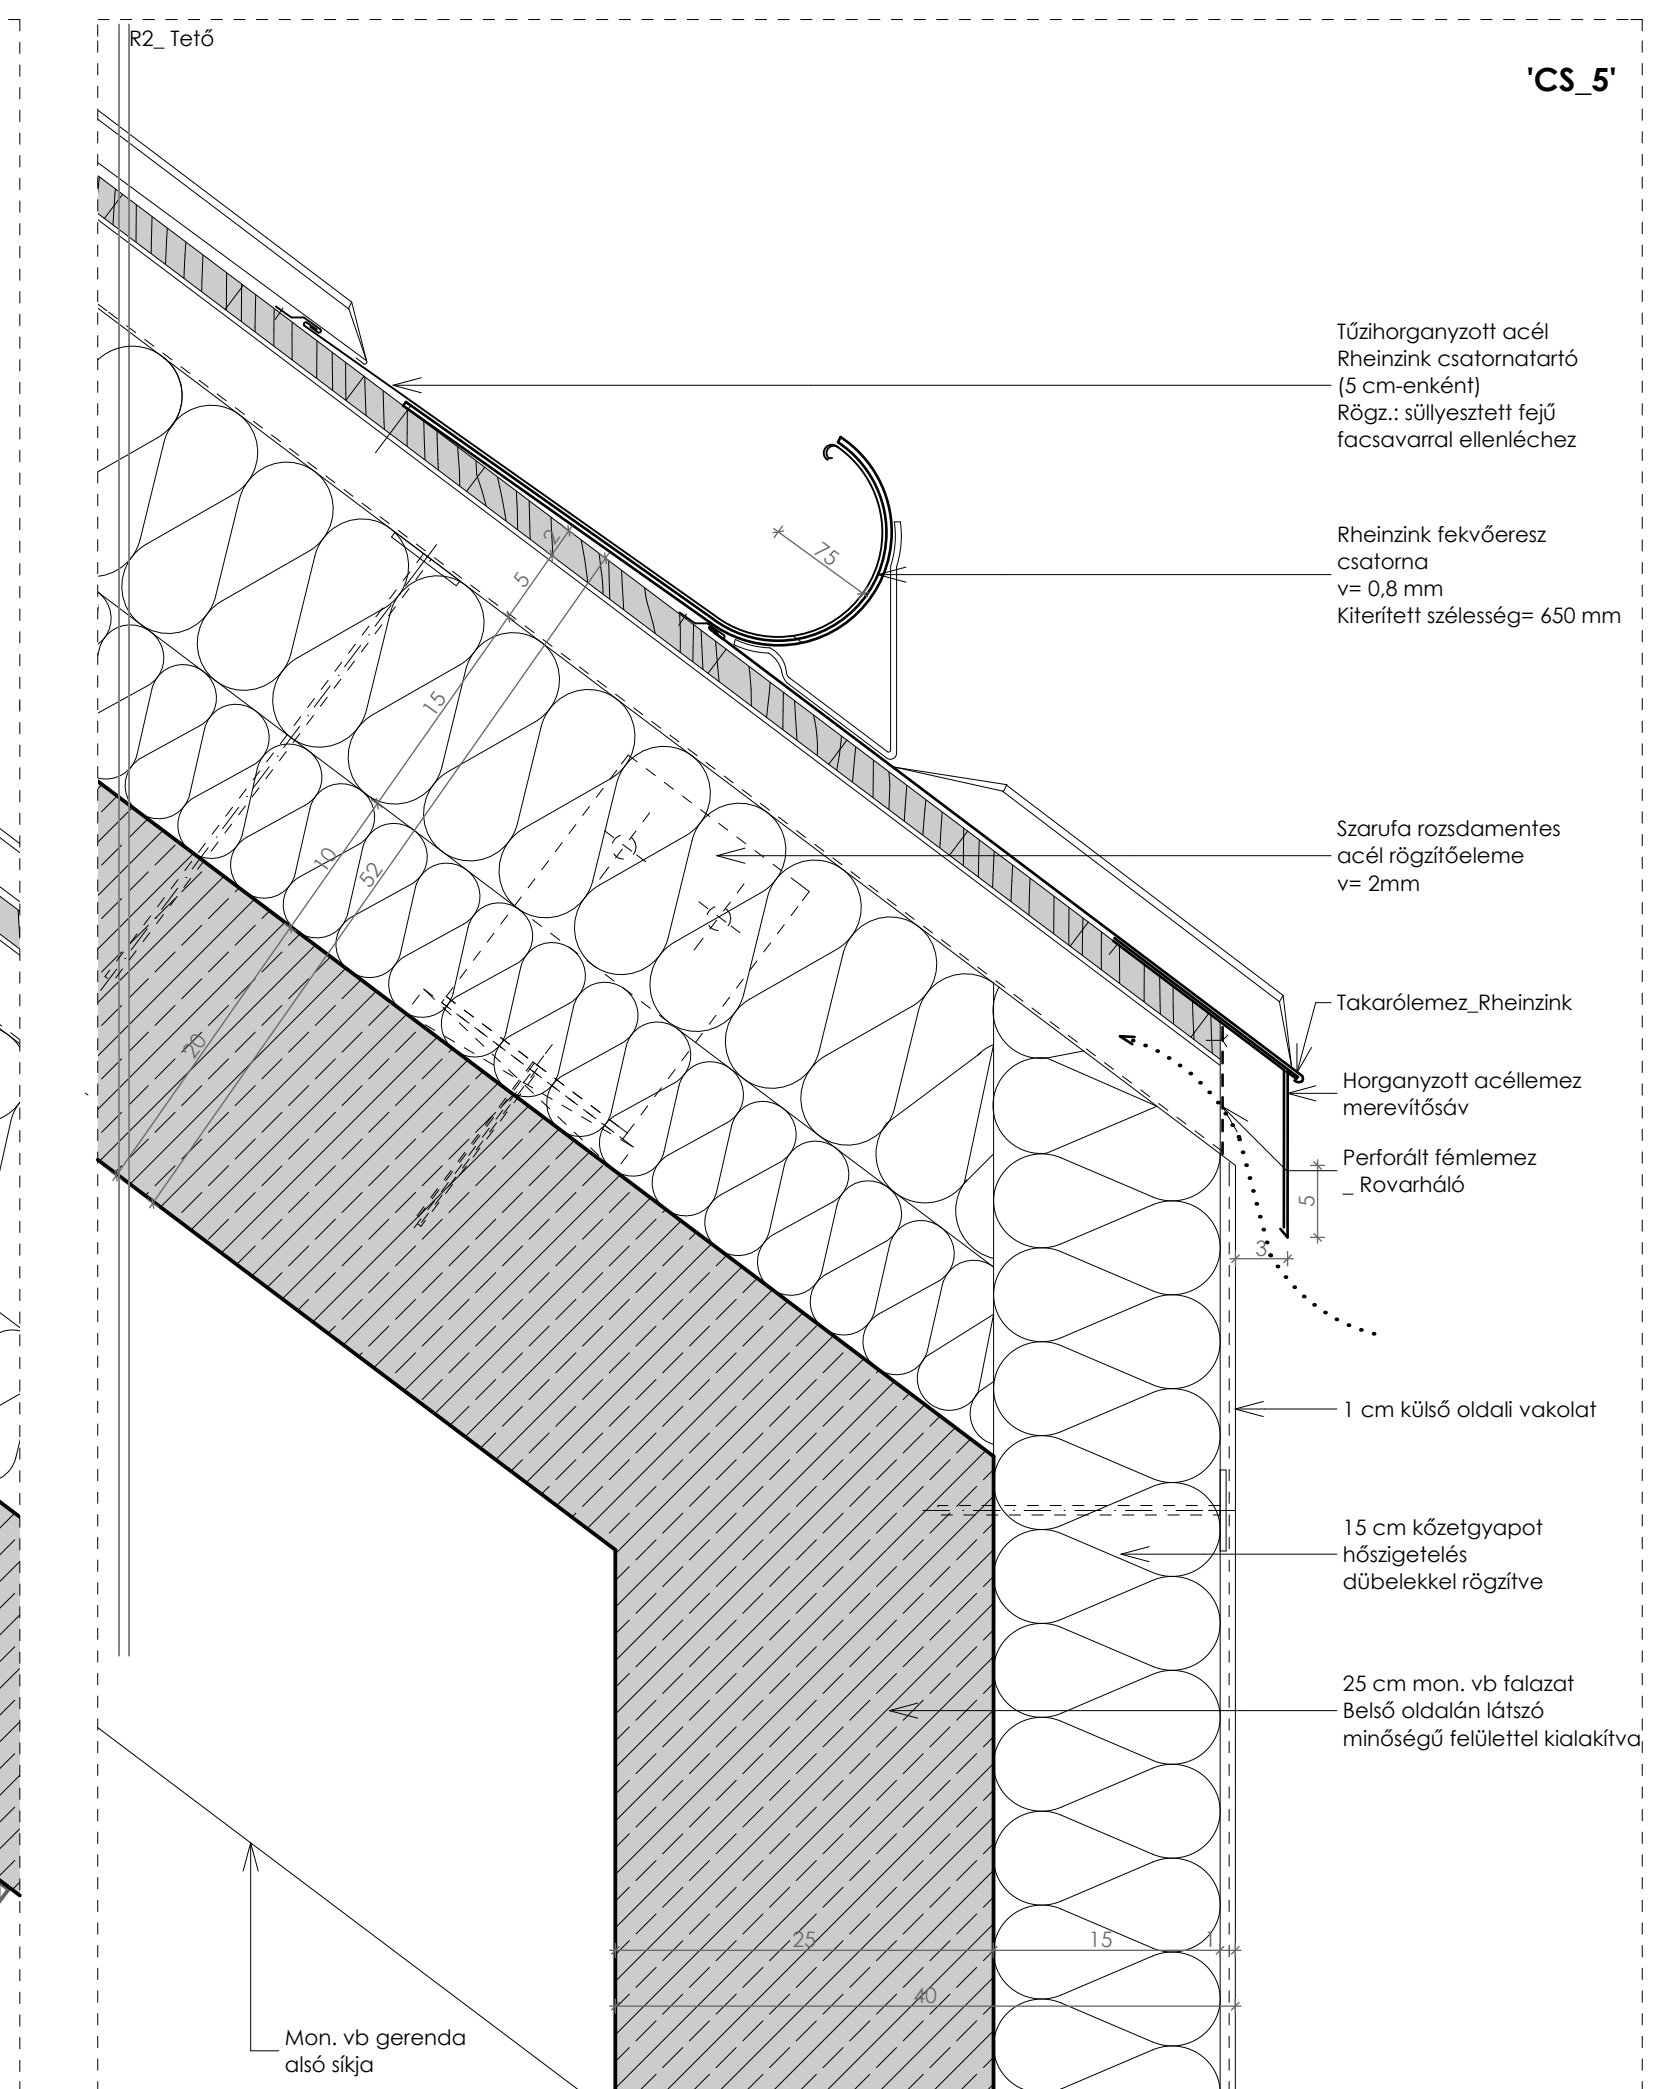 R2_ Tető
'CS_5'
Tűzihorganyzott acél
Rheinzink csatornatartó
(5 cm-enként)
Rögz.: süllyesztett fejű
facsavarral ellenléchez
75
Rheinzink fekvőeresz
csatorna
v= 0,8 mm
Kiterített szélesség= 650 mm
2
5
15
10
52
20
Szarufa rozsdamentes
acél rögzítőeleme
v= 2mm
Takarólemez_Rheinzink
Horganyzott acéllemez
merevítősáv
Perforált fémlemez
_ Rovarháló
5
3
1 cm külső oldali vakolat
15 cm kőzetgyapot
hőszigetelés
dübelekkel rögzítve
25 cm mon. vb falazat
Belső oldalán látszó
minőségű felülettel kialakítva
25
15
1
40
Mon. vb gerenda
alsó síkja